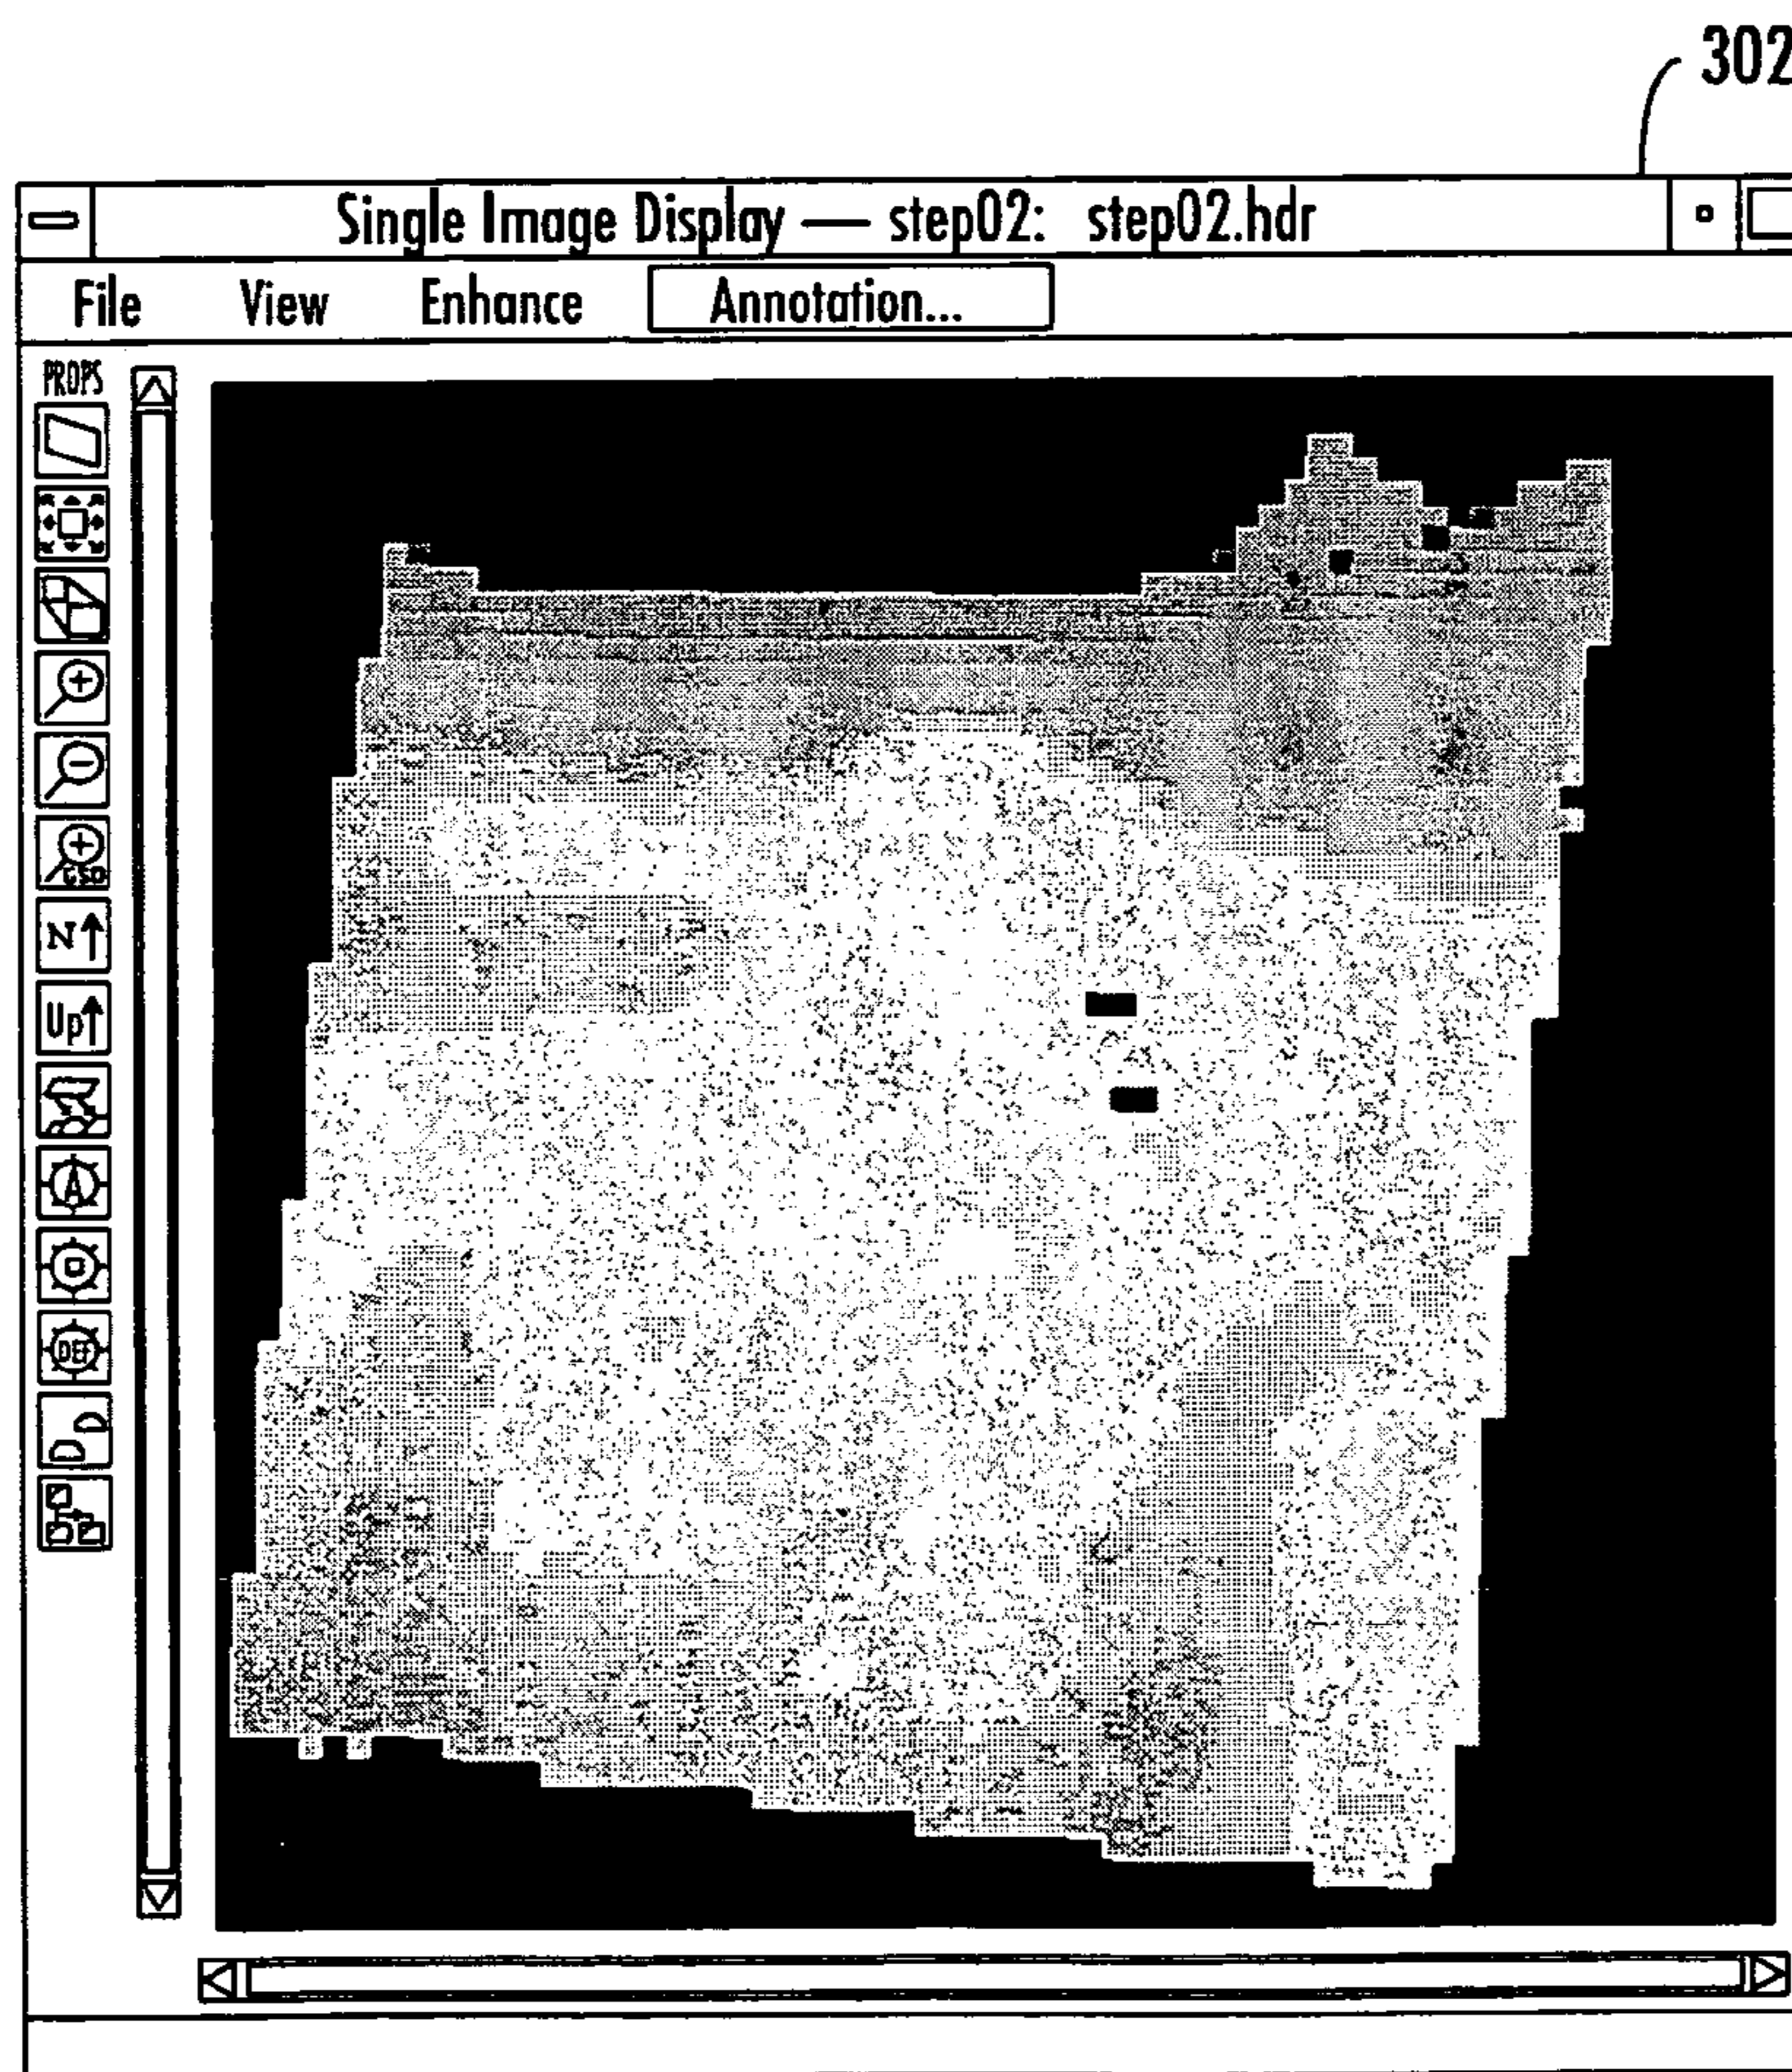 302
Single Image Display — step02: step02.hdr
File View Enhance Annotation...
PROPS
N
Up
A
D D